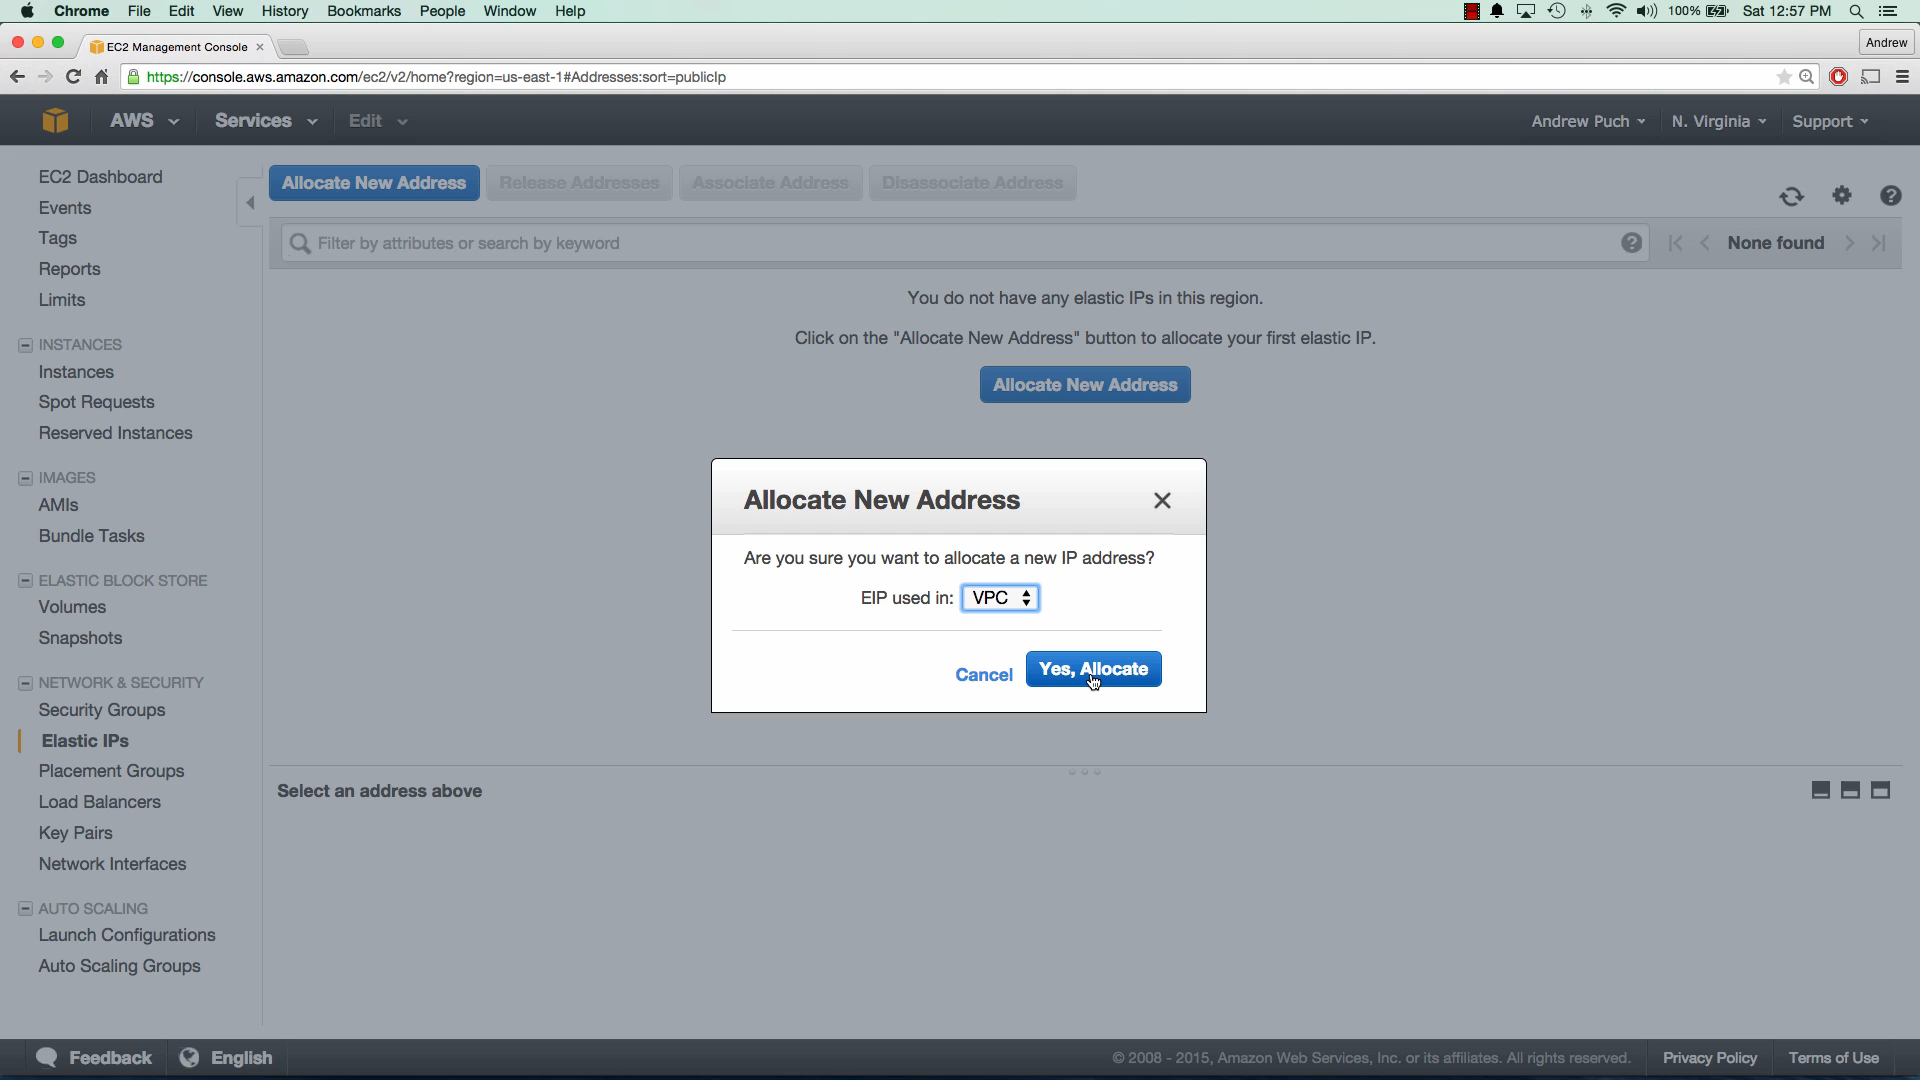 Chrome File Edit View History Bookmarks People Window Help 100% Sat 12:57 PM
EC2 Management Console Andrew
https://console.aws.amazon.com/ec2/v2/home?region=us-east-1#Addresses:sort=publicIp
AWS Services Edit Andrew Puch N. Virginia Support
EC2 Dashboard
Events
Tags
Reports
Limits
INSTANCES
Instances
Spot Requests
Reserved Instances
IMAGES
AMIs
Bundle Tasks
ELASTIC BLOCK STORE
Volumes
Snapshots
NETWORK & SECURITY
Security Groups
Elastic IPs
Placement Groups
Load Balancers
Key Pairs
Network Interfaces
AUTO SCALING
Launch Configurations
Auto Scaling Groups
Allocate New Address Release Addresses Associate Address Disassociate Address
Filter by attributes or search by keyword None found
You do not have any elastic IPs in this region.
Click on the "Allocate New Address" button to allocate your first elastic IP.
Allocate New Address
Allocate New Address
Are you sure you want to allocate a new IP address?
EIP used in: VPC
Cancel Yes, Allocate
Select an address above
Feedback English © 2008 - 2015, Amazon Web Services, Inc. or its affiliates. All rights reserved. Privacy Policy Terms of Use